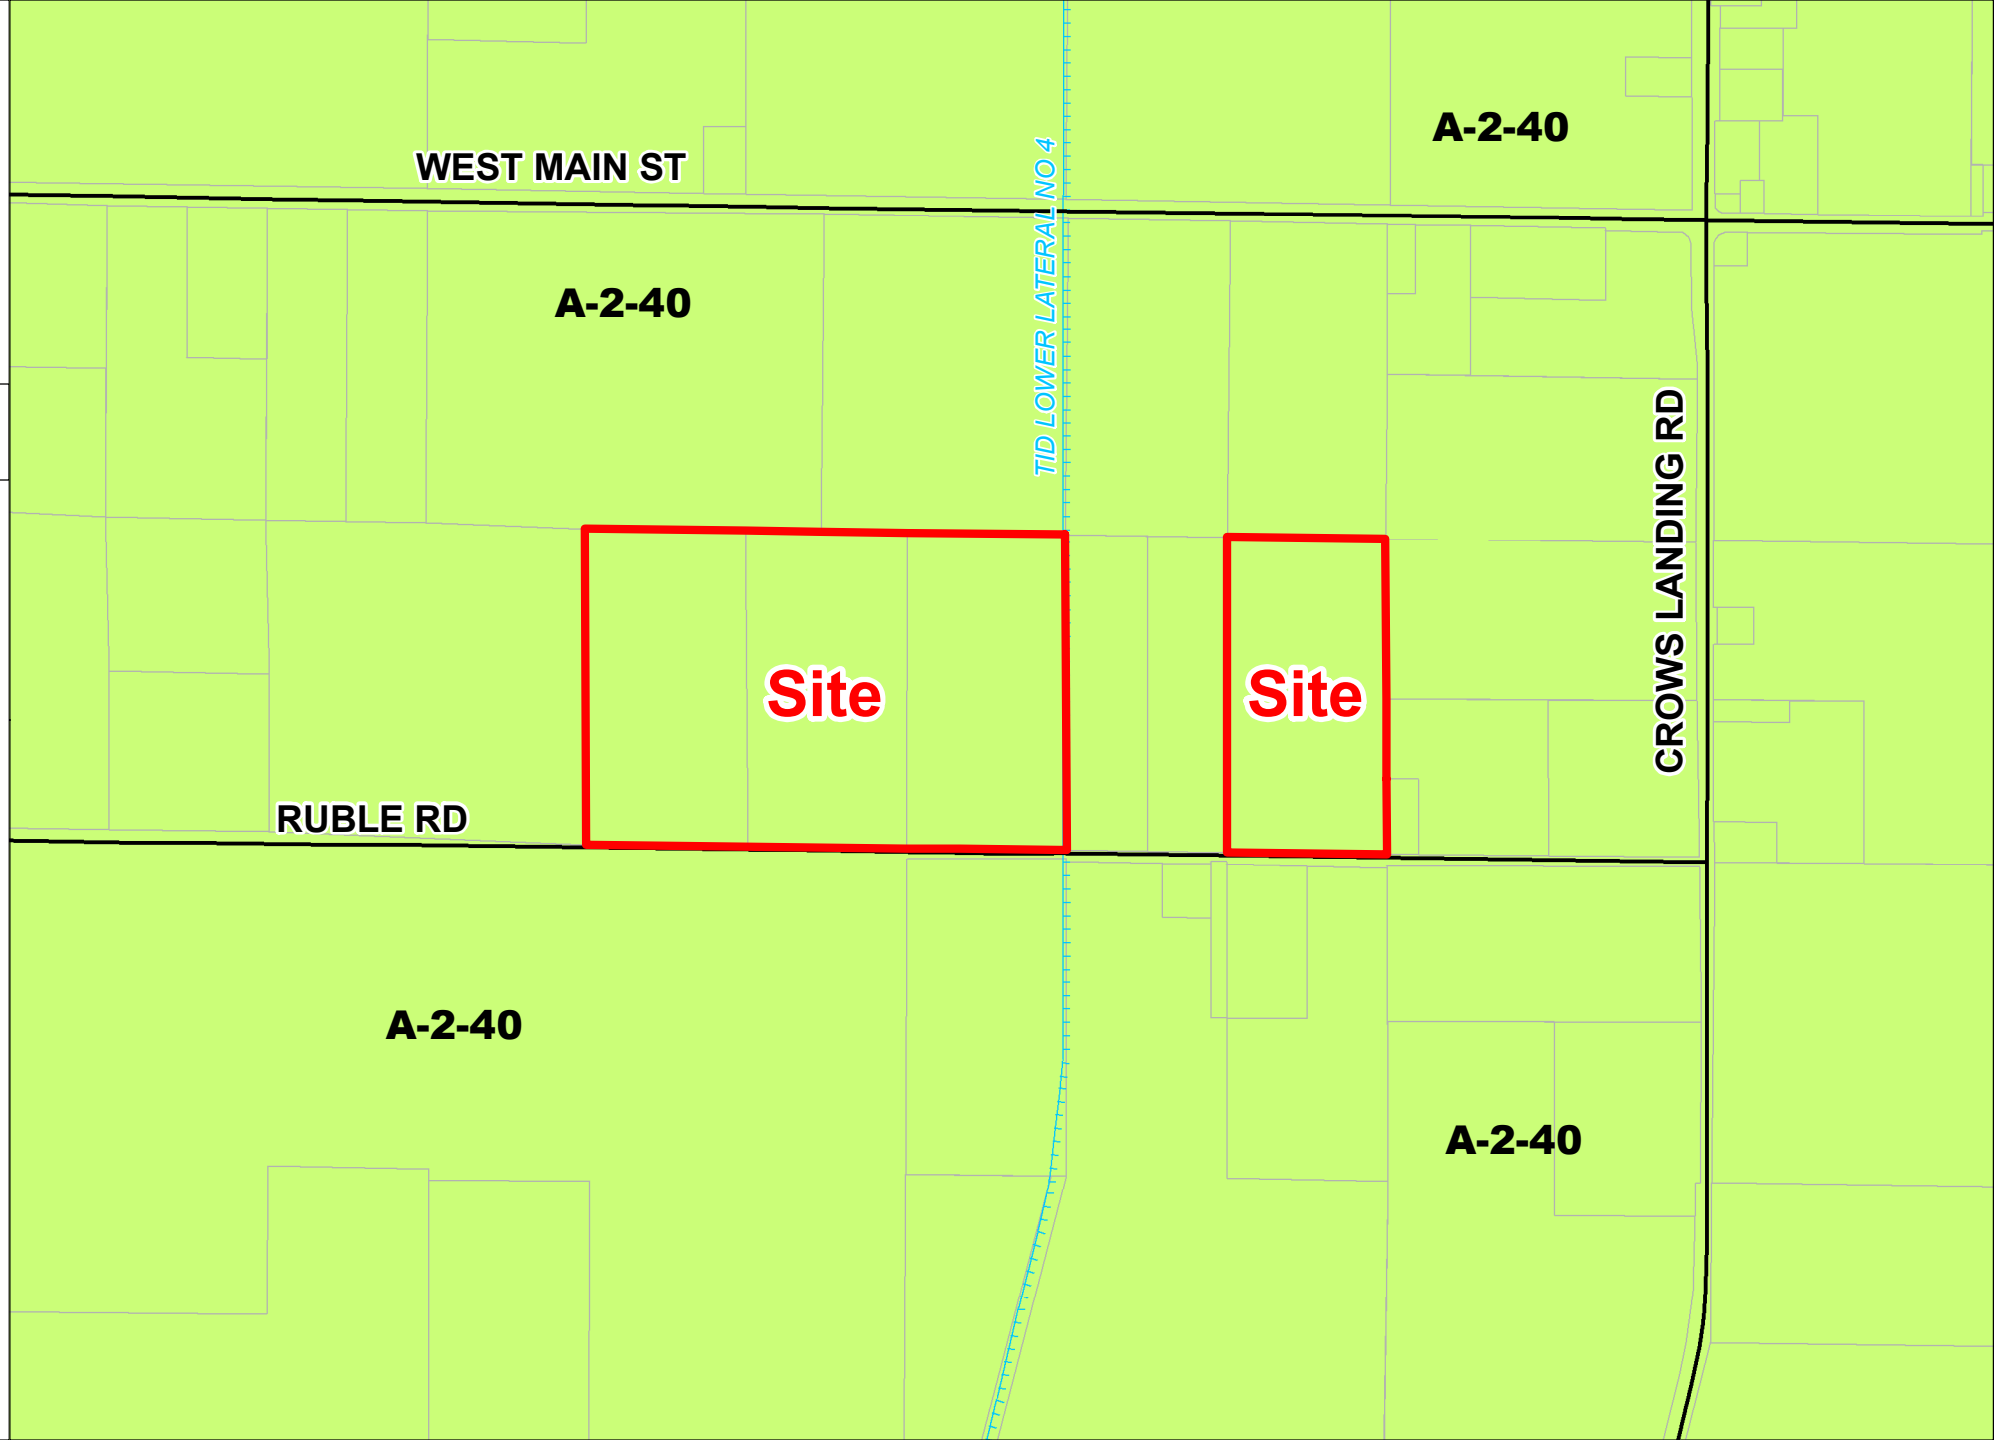 A-2-40
WEST MAIN ST
TID LOWER LATERAL NO 4
A-2-40
CROWS LANDING RD
Site
Site
RUBLE RD
A-2-40
A-2-40